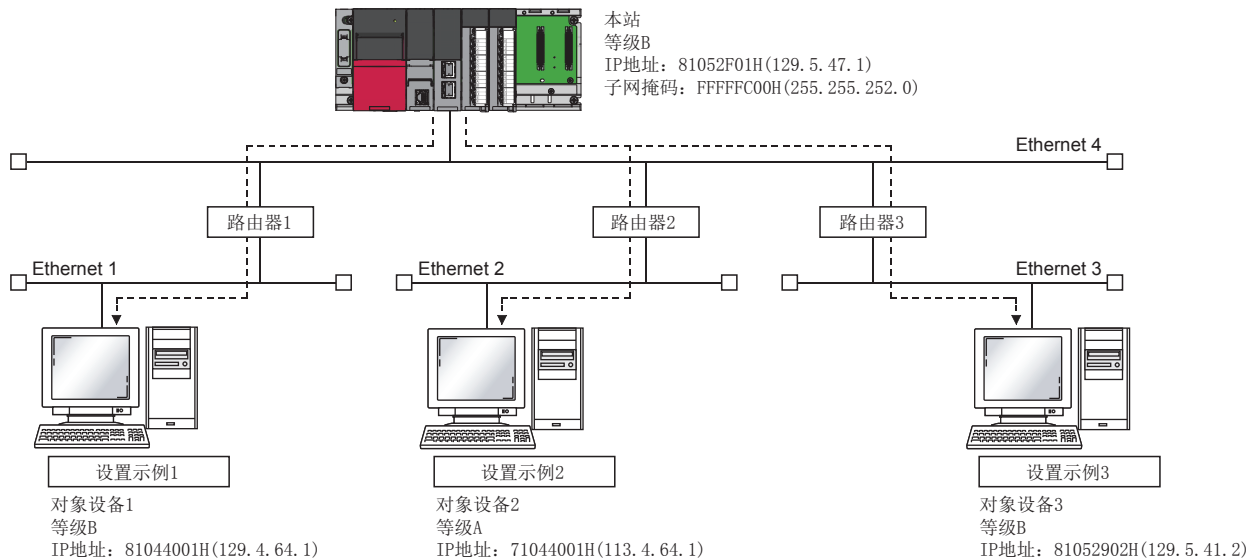 本站
等级B
IP地址：81052F01H(129.5.47.1)
子网掩码：FFFFFC00H(255.255.252.0)
Ethernet 4
路由器1
路由器2
路由器3
Ethernet 1
Ethernet 2
Ethernet 3
设置示例1
设置示例2
设置示例3
对象设备1
等级B
IP地址：81044001H(129.4.64.1)
对象设备2
等级A
IP地址：71044001H(113.4.64.1)
对象设备3
等级B
IP地址：81052902H(129.5.41.2)